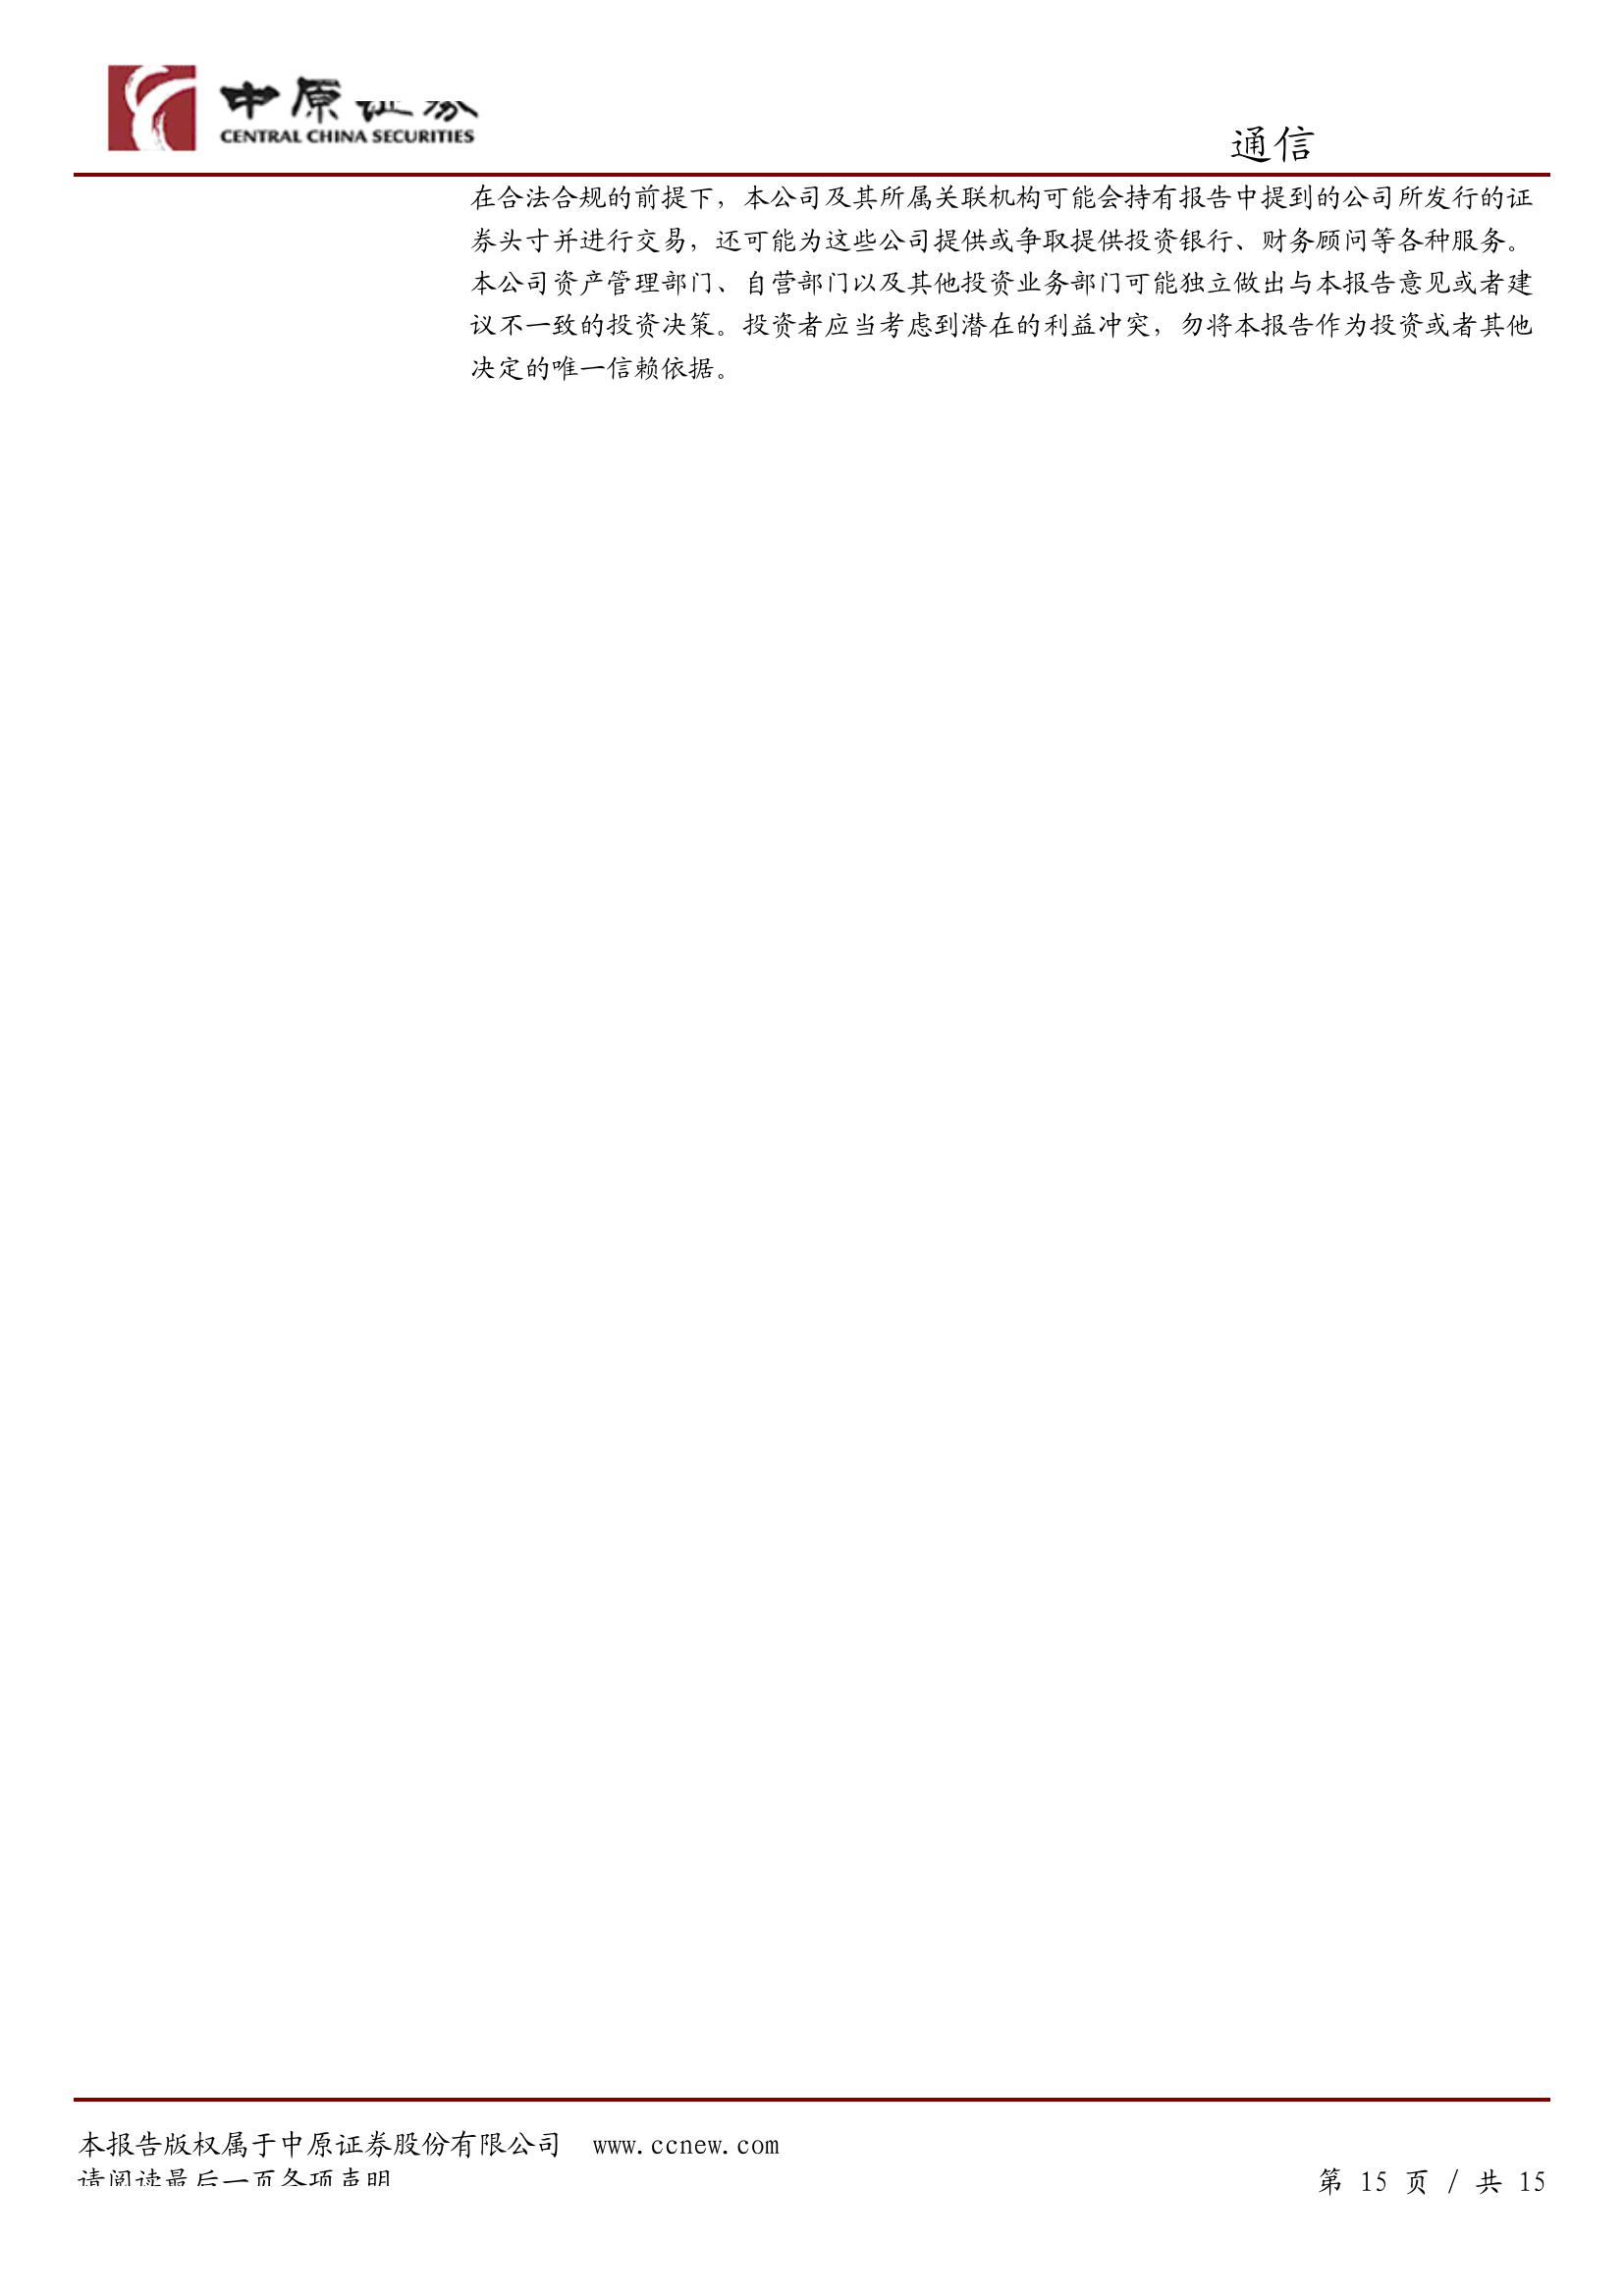 中原证券
CENTRAL CHINA SECURITIES
通信
在合法合规的前提下，本公司及其所属关联机构可能会持有报告中提到的公司所发行的证
券头寸并进行交易，还可能为这些公司提供或争取提供投资银行、财务顾问等各种服务。
本公司资产管理部门、自营部门以及其他投资业务部门可能独立做出与本报告意见或者建
议不一致的投资决策。投资者应当考虑到潜在的利益冲突，勿将本报告作为投资或者其他
决定的唯一信赖依据。
本报告版权属于中原证券股份有限公司 www.ccnew.com
请阅读最后一页各项声明
第 15 页 / 共 15